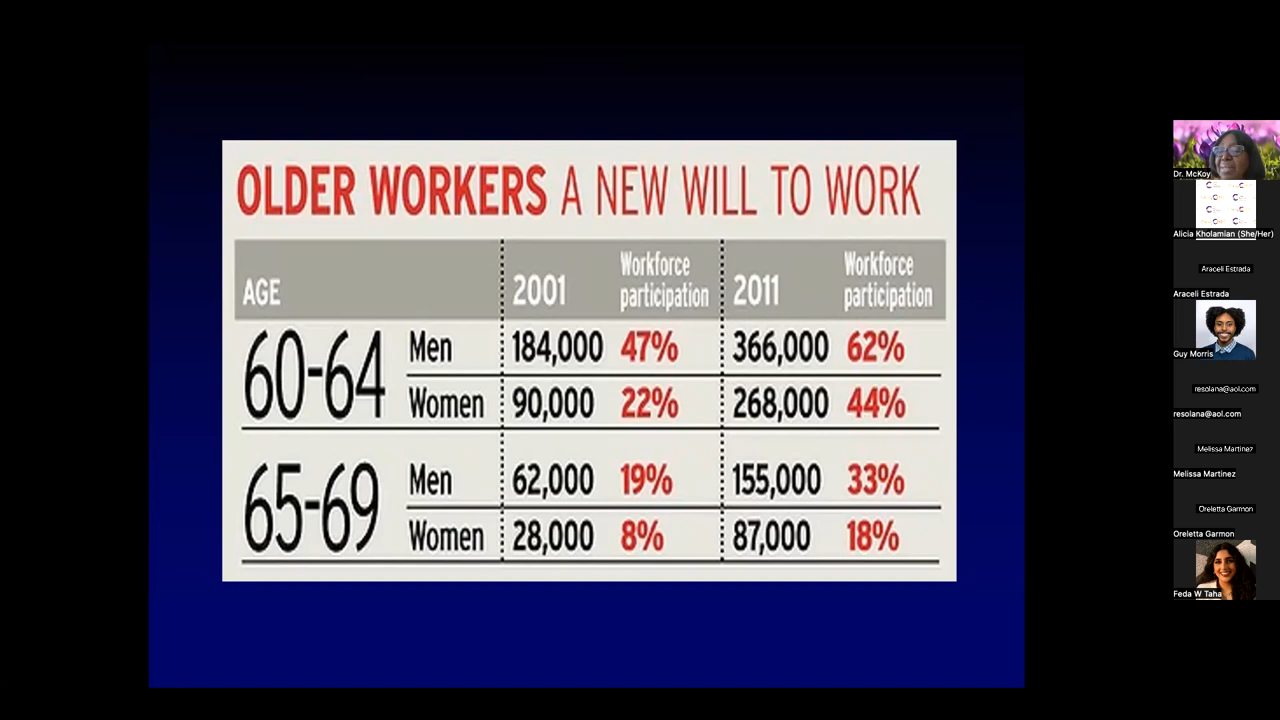 OLDER WORKERS A NEW WILL TO WORK
AGE 2001 Workforce participation 2011 Workforce participation
60-64 Men 184,000 47% 366,000 62%
Women 90,000 22% 268,000 44%
65-69 Men 62,000 19% 155,000 33%
Women 28,000 8% 87,000 18%
Dr. McKoy
Alicia Kholamian (She/Her)
Araceli Estrada
Araceli Estrada
Guy Morris
resolana@aol.com
resolana@aol.com
Melissa Martinez
Melissa Martinez
Oreletta Garmon
Oreletta Garmon
Feda W Taha